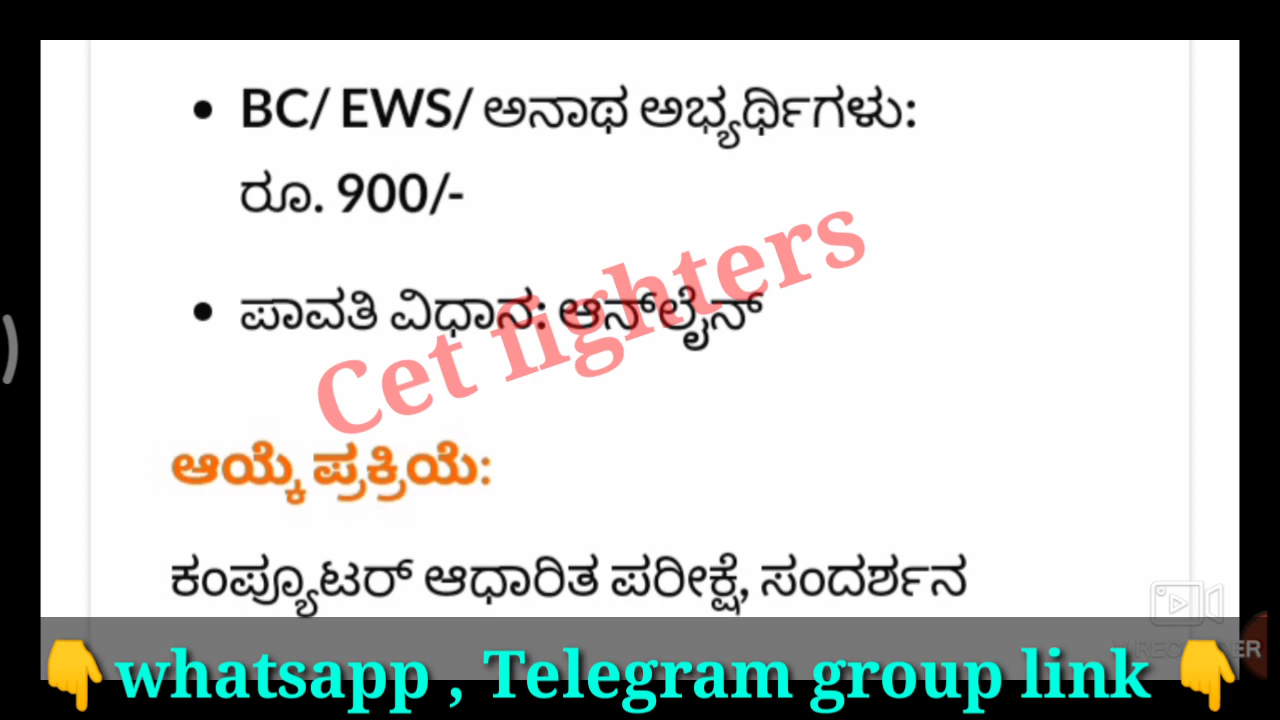 BC/ EWS/ ಅನಾಥ ಅಭ್ಯರ್ಥಿಗಳು:
ರೂ. 900/-
ಪಾವತಿ ವಿಧಾನ: ಆನ್‌ಲೈನ್
Cet fighters
ಆಯ್ಕೆ ಪ್ರಕ್ರಿಯೆ:
ಕಂಪ್ಯೂಟರ್ ಆಧಾರಿತ ಪರೀಕ್ಷೆ, ಸಂದರ್ಶನ
whatsapp , Telegram group link